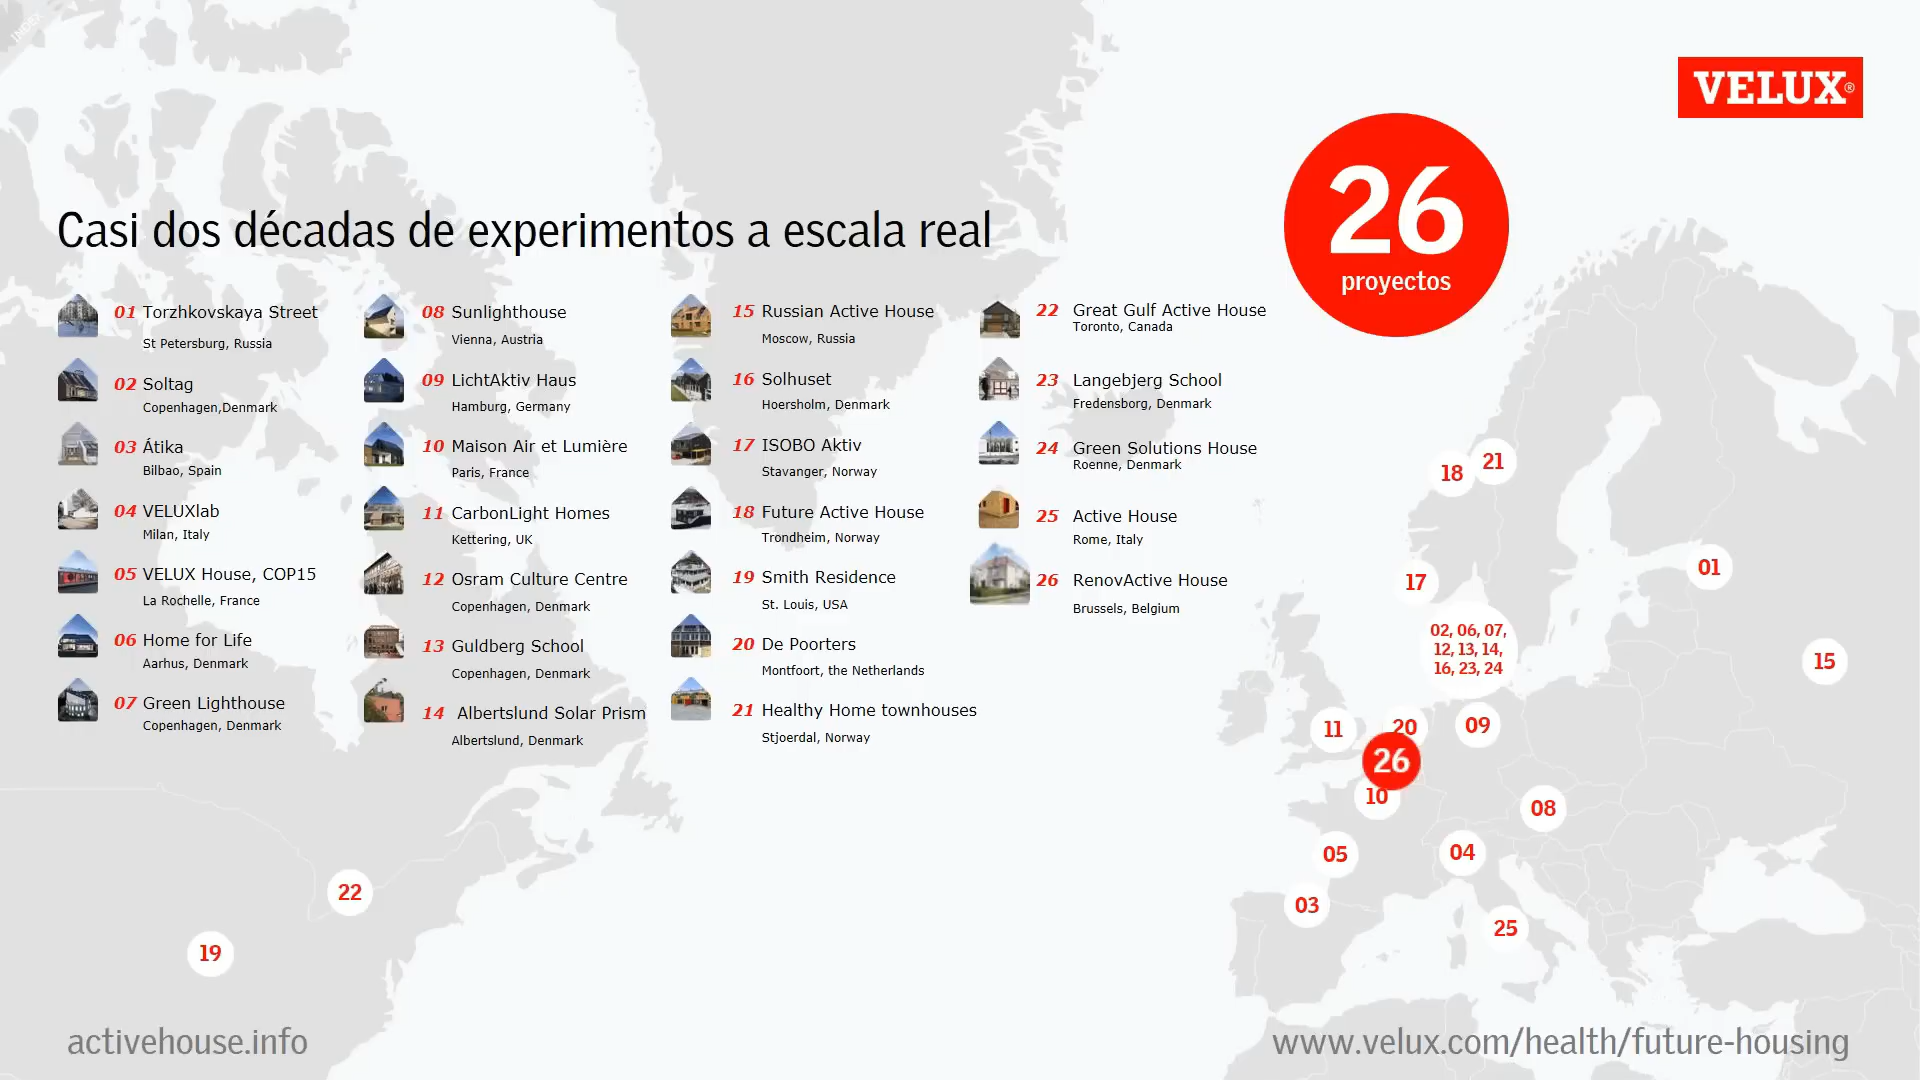 INDEX
VELUX®
26
proyectos
Casi dos décadas de experimentos a escala real
01 Torzhkovskaya Street
St Petersburg, Russia
02 Soltag
Copenhagen,Denmark
03 Átika
Bilbao, Spain
04 VELUXlab
Milan, Italy
05 VELUX House, COP15
La Rochelle, France
06 Home for Life
Aarhus, Denmark
07 Green Lighthouse
Copenhagen, Denmark
08 Sunlighthouse
Vienna, Austria
09 LichtAktiv Haus
Hamburg, Germany
10 Maison Air et Lumière
Paris, France
11 CarbonLight Homes
Kettering, UK
12 Osram Culture Centre
Copenhagen, Denmark
13 Guldberg School
Copenhagen, Denmark
14 Albertslund Solar Prism
Albertslund, Denmark
15 Russian Active House
Moscow, Russia
16 Solhuset
Hoersholm, Denmark
17 ISOBO Aktiv
Stavanger, Norway
18 Future Active House
Trondheim, Norway
19 Smith Residence
St. Louis, USA
20 De Poorters
Montfoort, the Netherlands
21 Healthy Home townhouses
Stjoerdal, Norway
22 Great Gulf Active House
Toronto, Canada
23 Langebjerg School
Fredensborg, Denmark
24 Green Solutions House
Roenne, Denmark
25 Active House
Rome, Italy
26 RenovActive House
Brussels, Belgium
18
21
01
17
02, 06, 07,
12, 13, 14,
16, 23, 24
15
11
20
09
26
10
08
05
04
03
25
22
19
activehouse.info
www.velux.com/health/future-housing